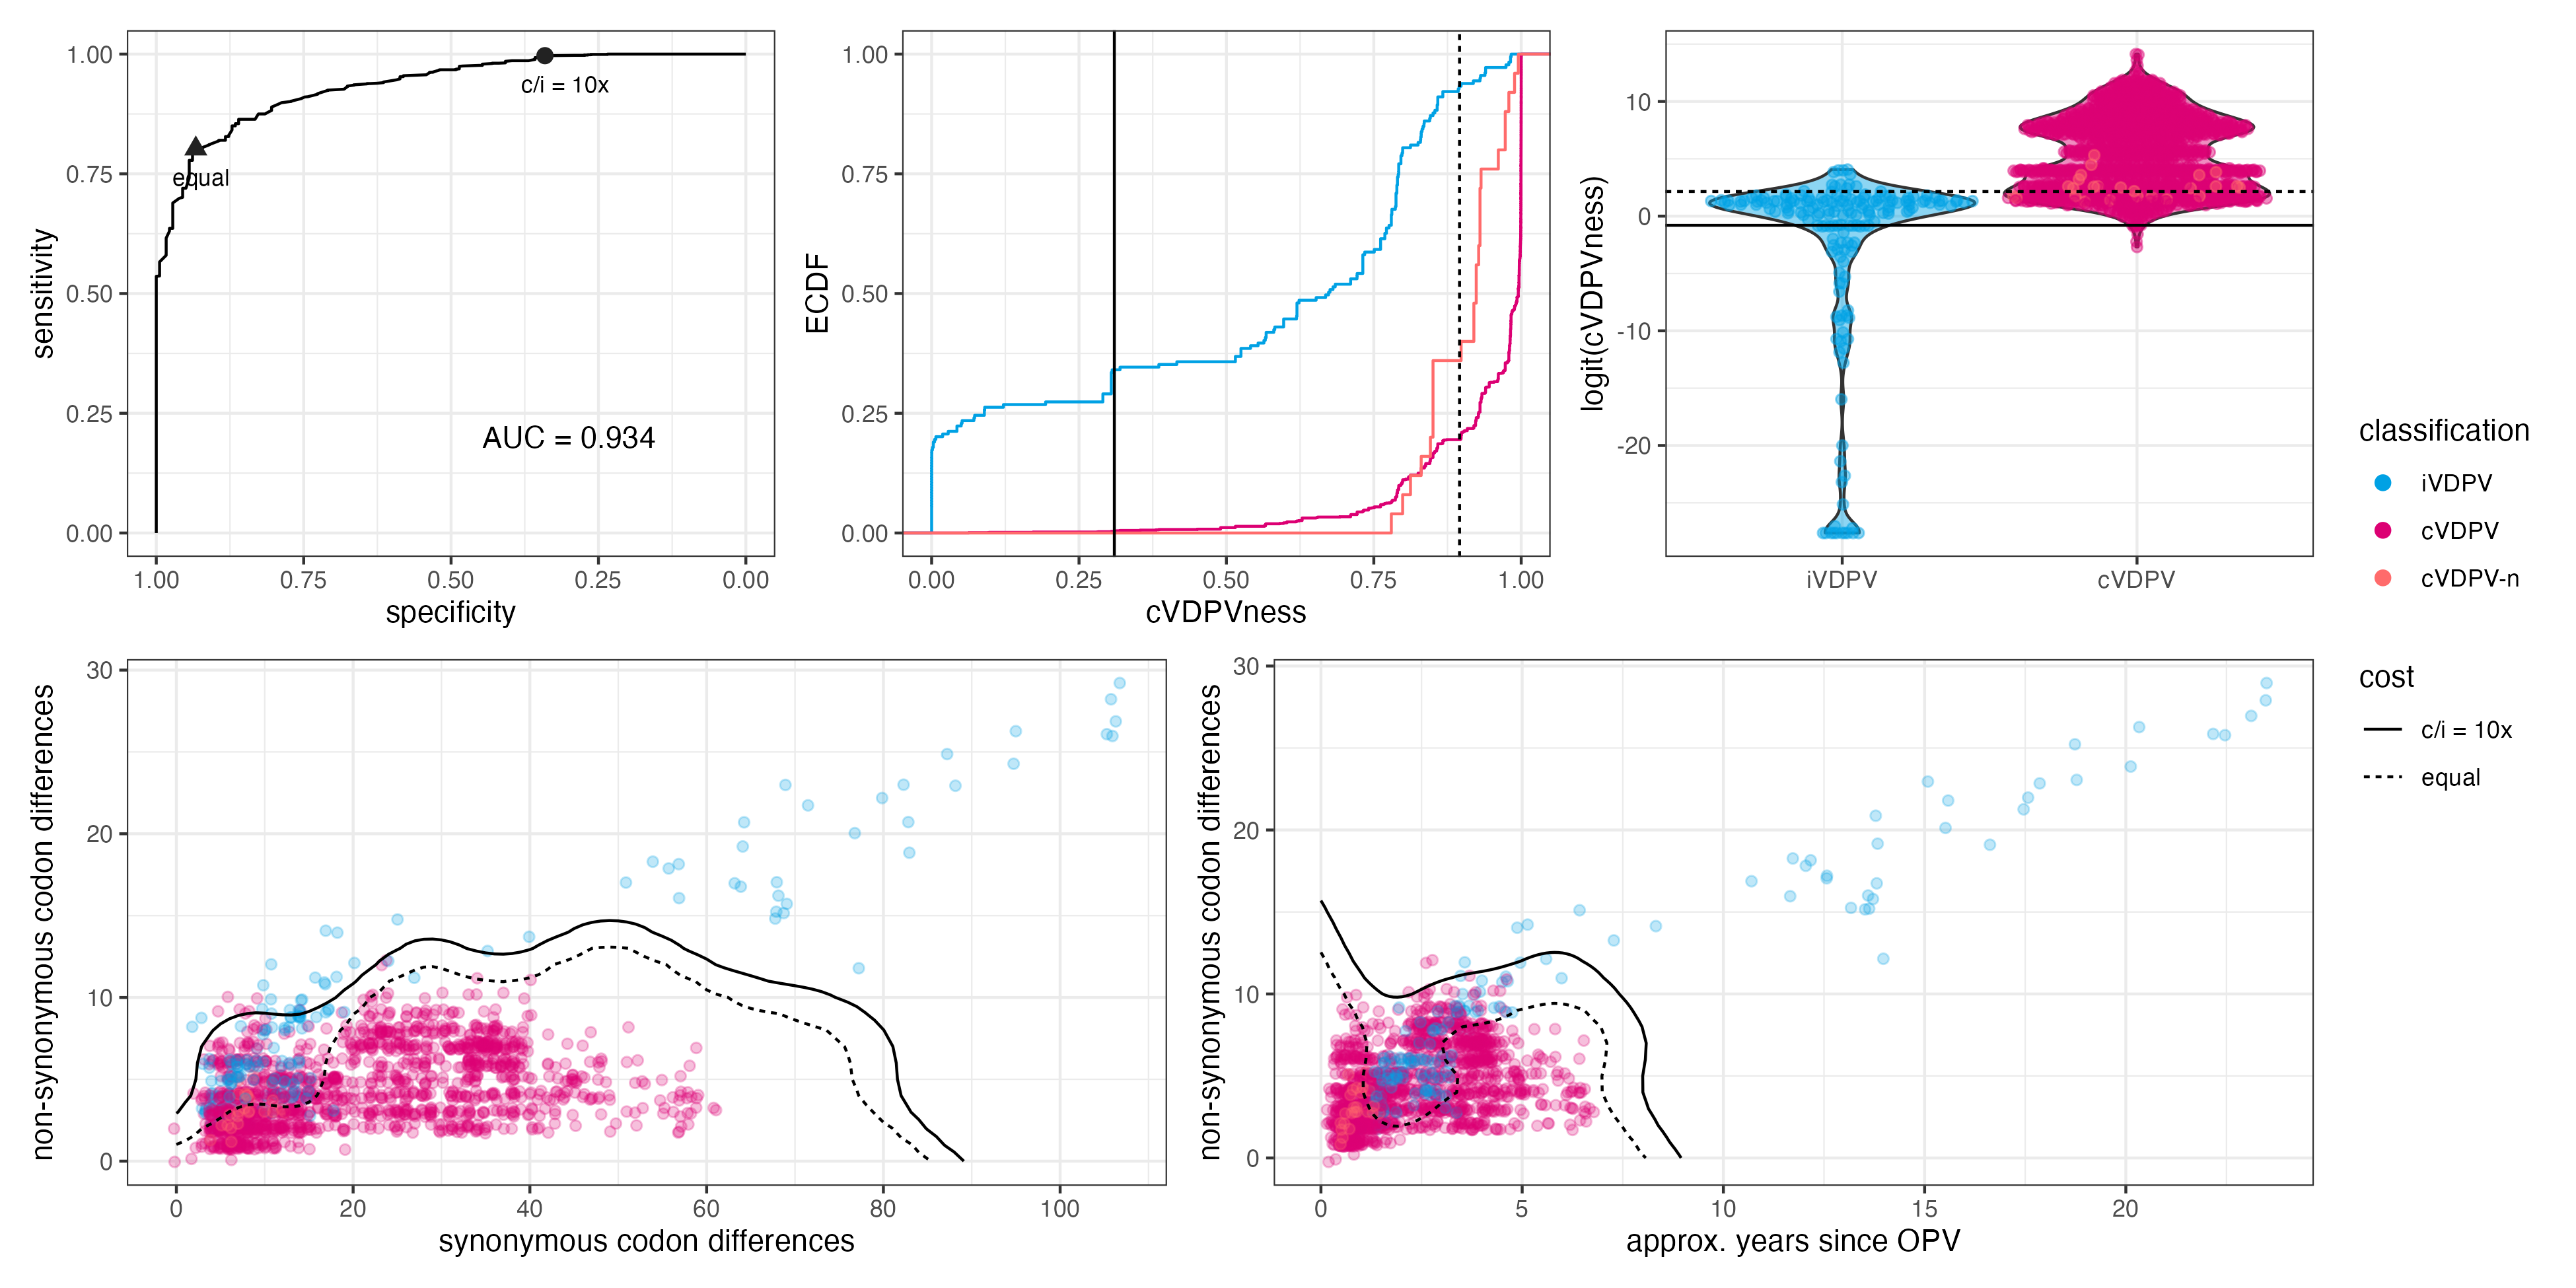 sensitivity
1.00
0.75
0.50
0.25
0.00
c/i = 10x
equal
AUC = 0.934
1.00
0.75
0.50
0.25
0.00
specificity
ECDF
1.00
0.75
0.50
0.25
0.00
0.00
0.25
0.50
0.75
1.00
cVDPVness
logit(cVDPVness)
10
0
-10
-20
iVDPV
cVDPV
classification
iVDPV
cVDPV
cVDPV-n
cost
c/i = 10x
equal
non-synonymous codon differences
30
20
10
0
0
20
40
60
80
100
synonymous codon differences
non-synonymous codon differences
30
20
10
0
0
5
10
15
20
approx. years since OPV